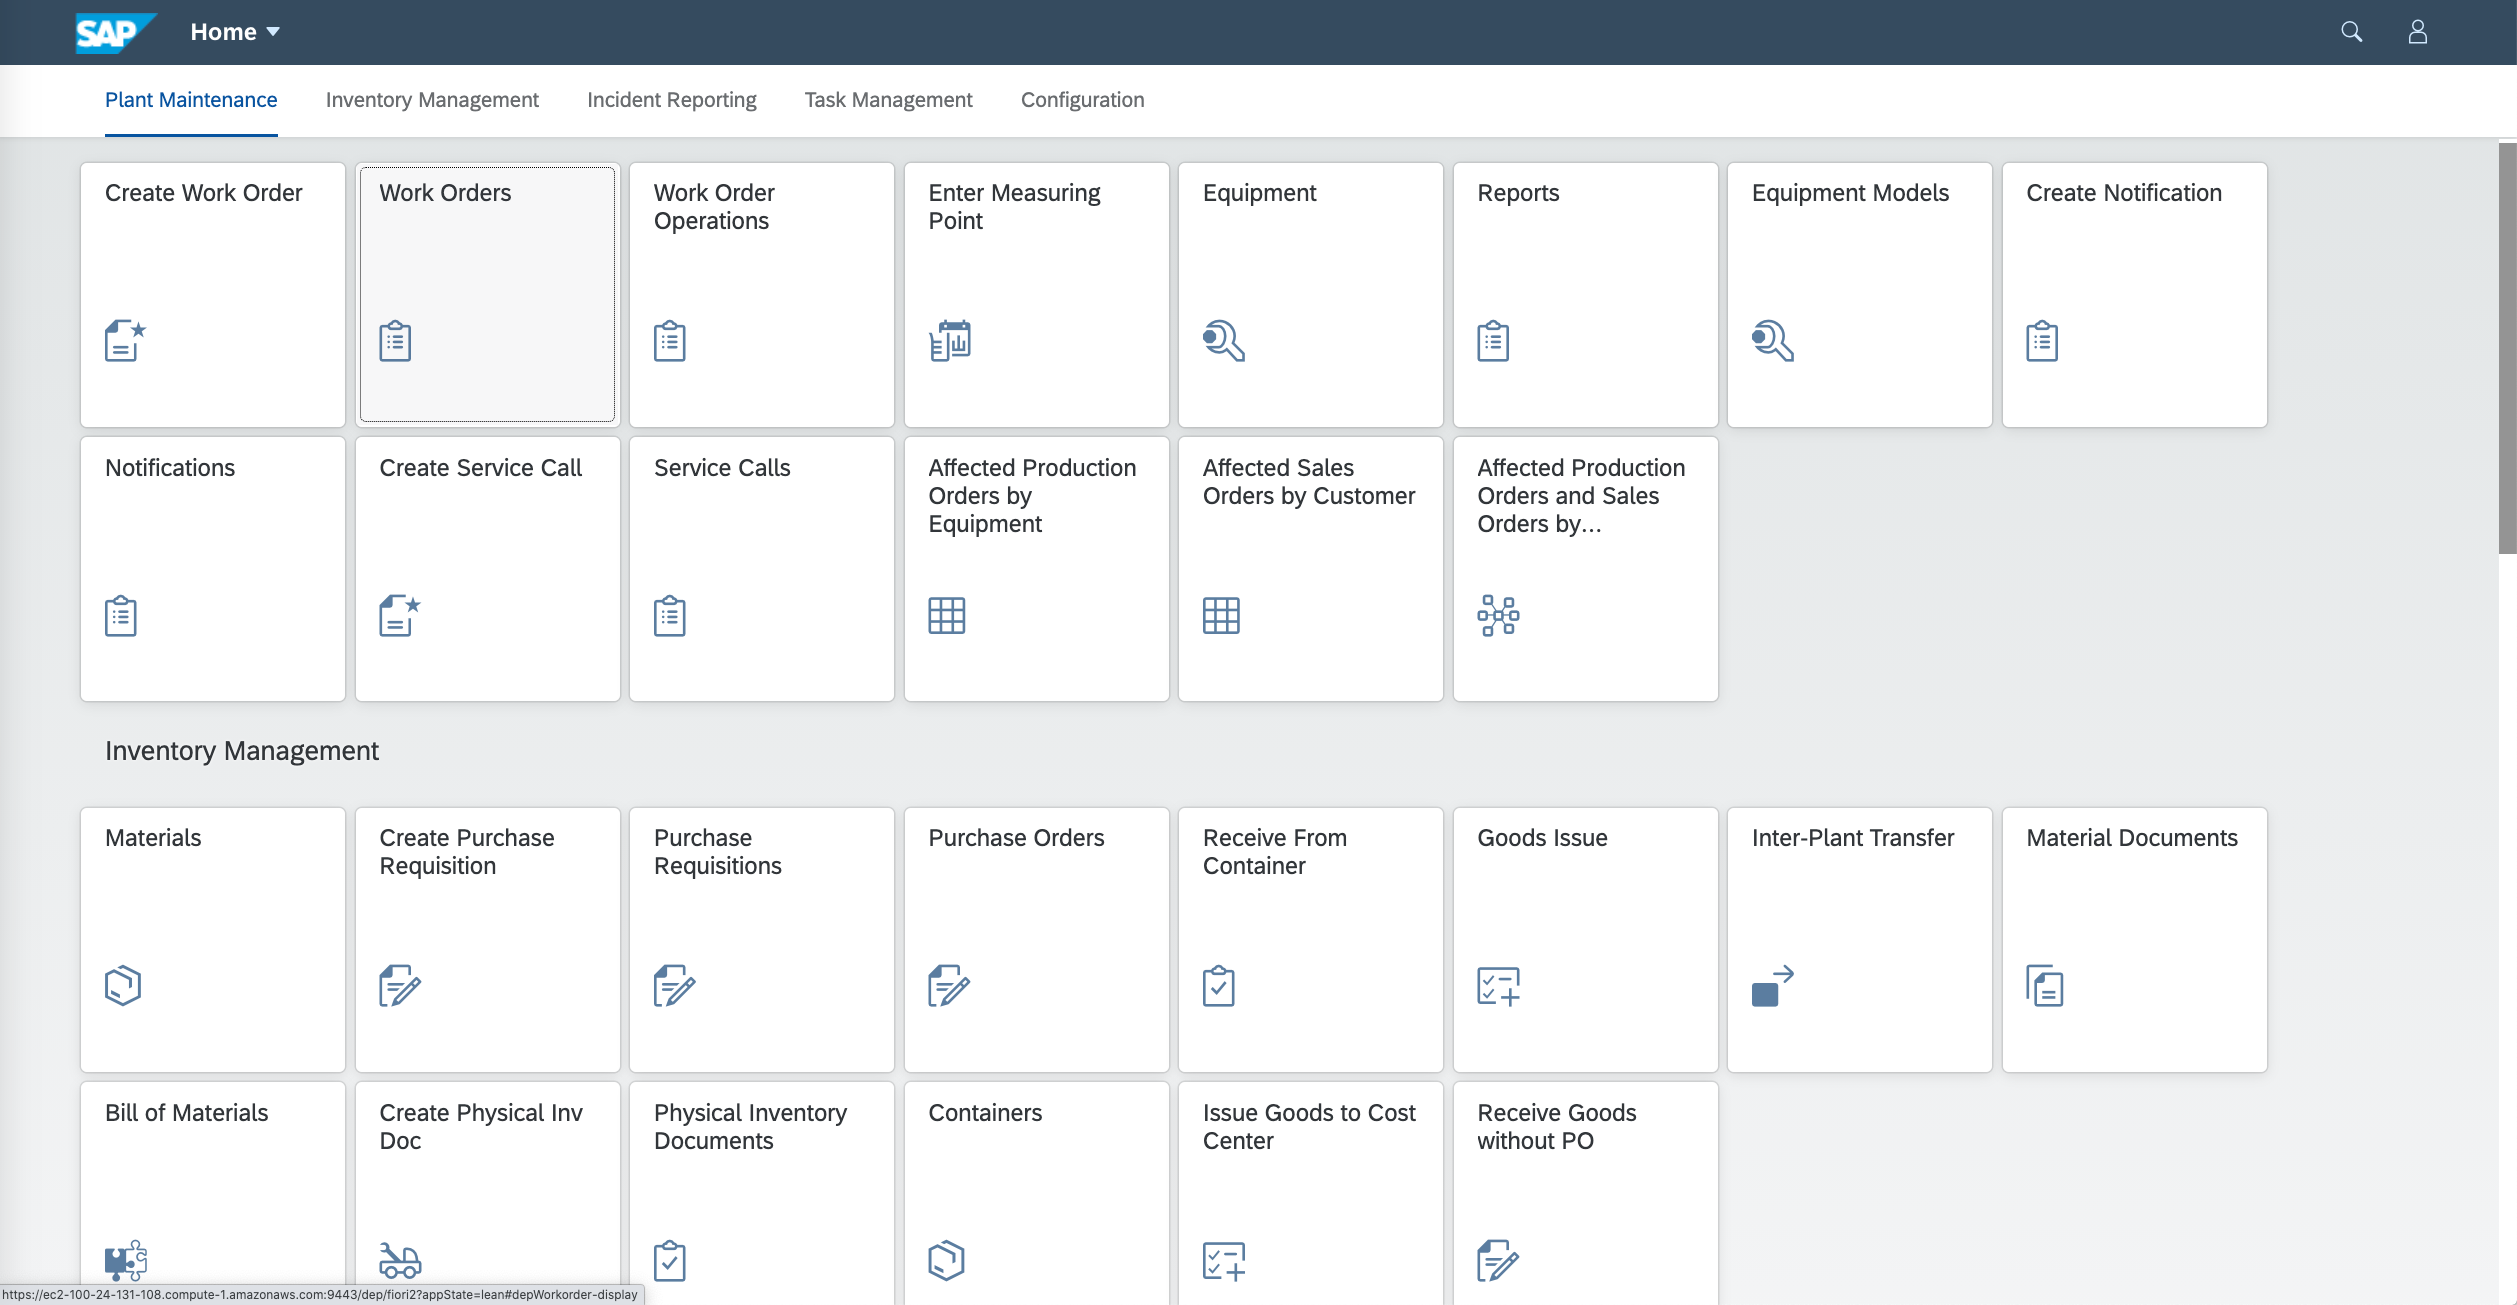 SAP Home
Plant Maintenance
Inventory Management
Incident Reporting
Task Management
Configuration
Create Work Order
Work Orders
Work Order
Operations
Enter Measuring
Point
Equipment
Reports
Equipment Models
Create Notification
Notifications
Create Service Call
Service Calls
Affected Production
Orders by
Equipment
Affected Sales
Orders by Customer
Affected Production
Orders and Sales
Orders by...
Inventory Management
Materials
Create Purchase
Requisition
Purchase
Requisitions
Purchase Orders
Receive From
Container
Goods Issue
Inter-Plant Transfer
Material Documents
Bill of Materials
Create Physical Inv
Doc
Physical Inventory
Documents
Containers
Issue Goods to Cost
Center
Receive Goods
without PO
https://ec2-100-24-131-108.compute-1.amazonaws.com:9443/dep/fiori2?appState=lean#depWorkorder-display